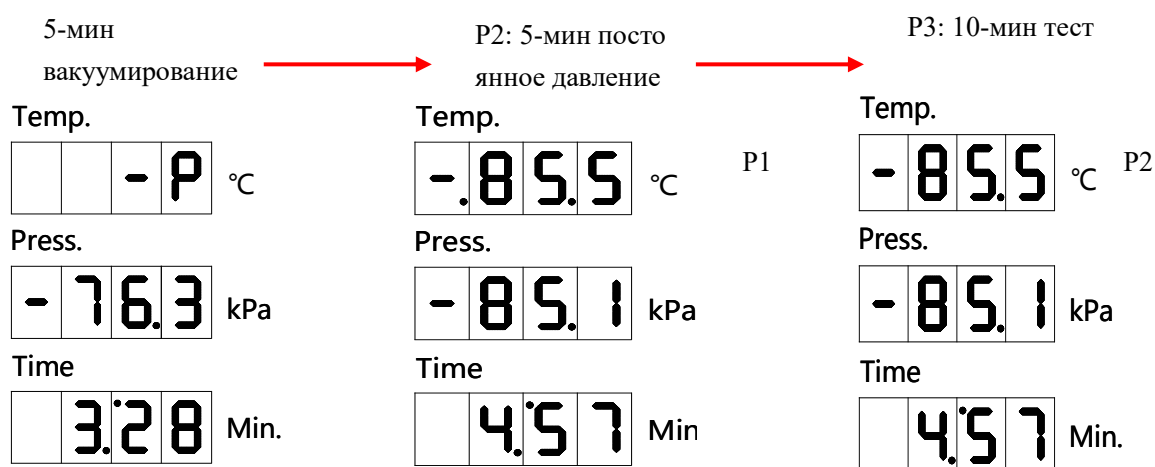 5-мин
вакуумирование
P2: 5-мин посто
янное давление
P3: 10-мин тест
Temp.
-P °C
Press.
-76.3 kPa
Time
3:28 Min.
Temp.
-.85.5 °C P1
Press.
-85.1 kPa
Time
4:57 Min
Temp.
-85.5 °C P2
Press.
-85.1 kPa
Time
4:57 Min.